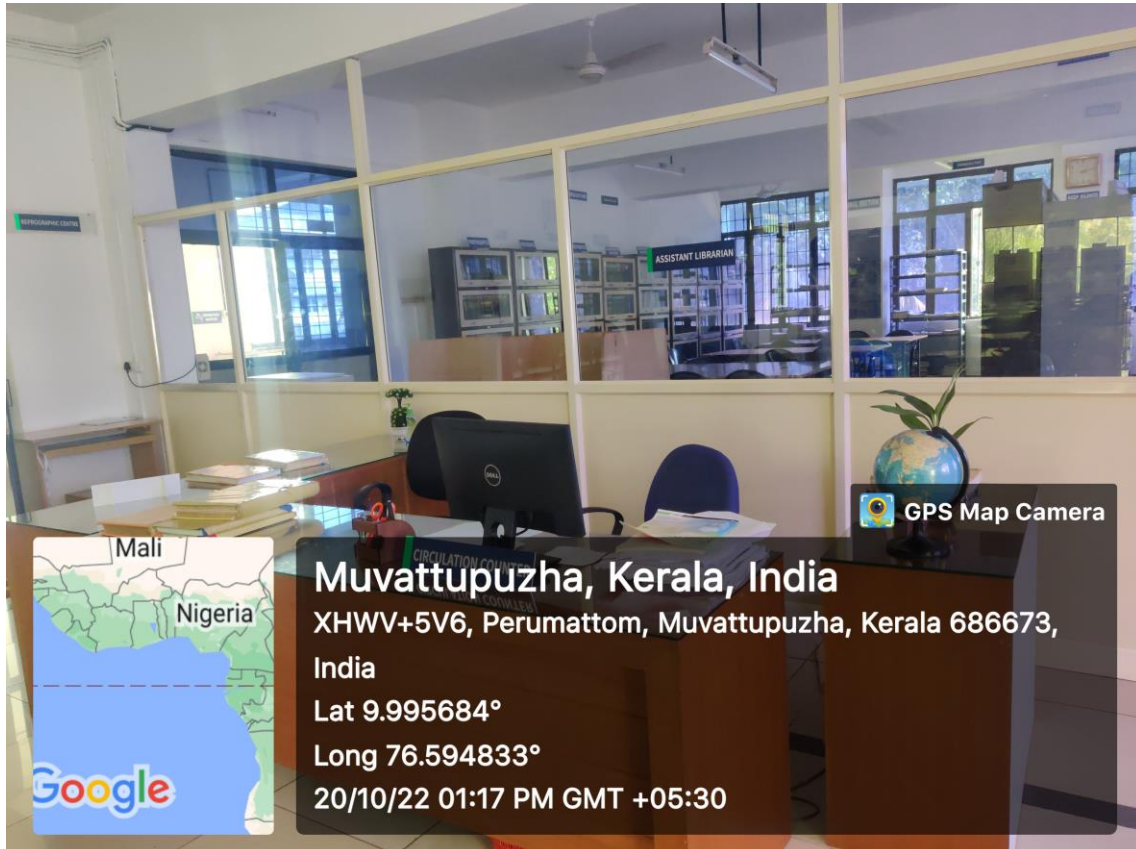 REPROGRAPHIC CENTRE
ASSISTANT LIBRARIAN
DELL
CIRCULATION COUNTER
GPS Map Camera
Mali
Nigeria
Google
Muvattupuzha, Kerala, India
XHWV+5V6, Perumattom, Muvattupuzha, Kerala 686673,
India
Lat 9.995684°
Long 76.594833°
20/10/22 01:17 PM GMT +05:30